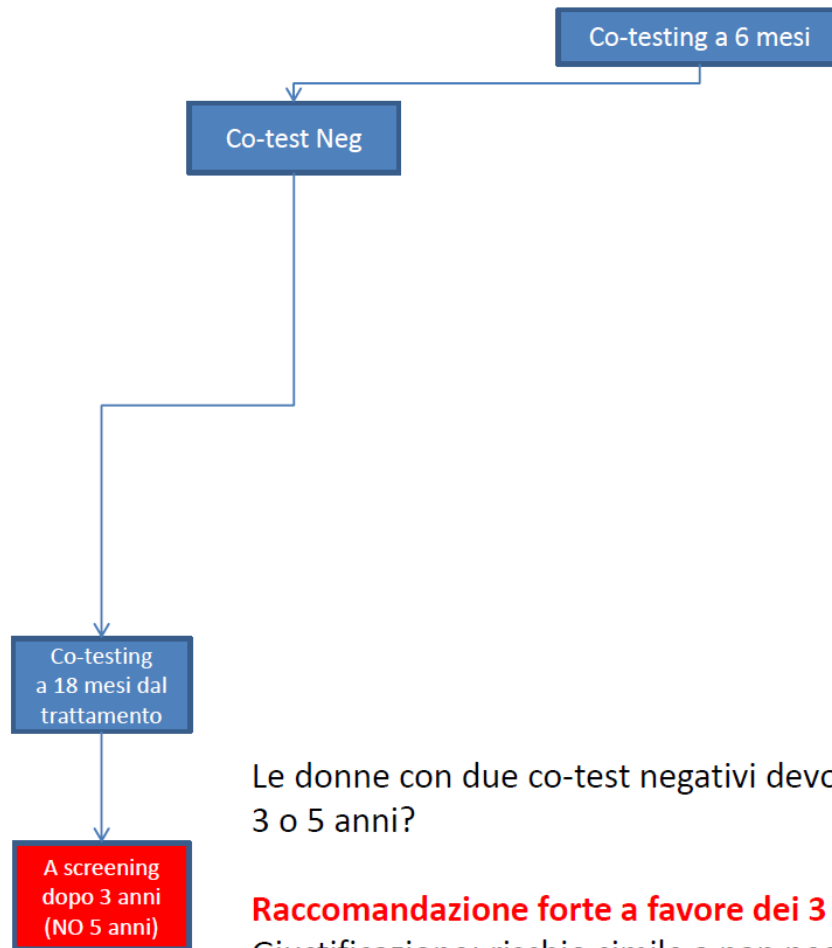 Co-testing a 6 mesi
Co-test Neg
Co-testing
a 18 mesi dal
trattamento
Le donne con due co-test negativi
3 o 5 anni?
A screening
dopo 3 anni
(NO 5 anni)
Raccomandazione forte a favore dei 3